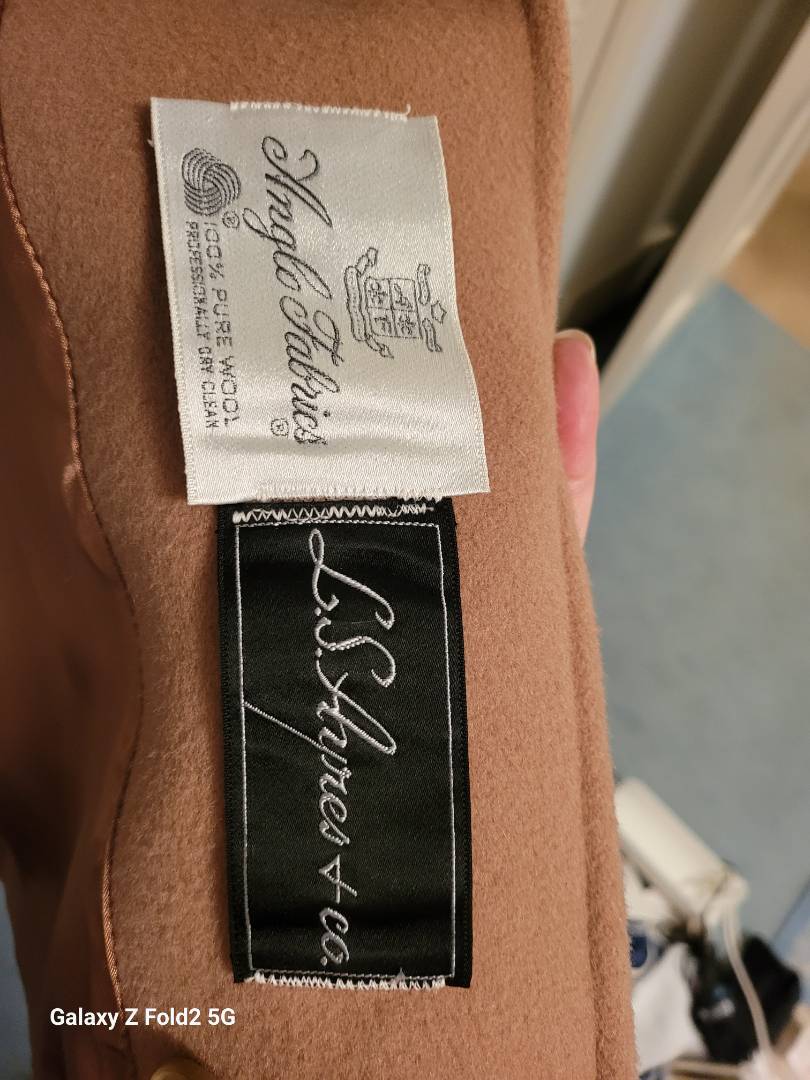 Anglo Fabrics®
®
100% PURE WOOL
PROFESSIONALLY DRY CLEAN
L.S. Ayres & co.
Galaxy Z Fold2 5G